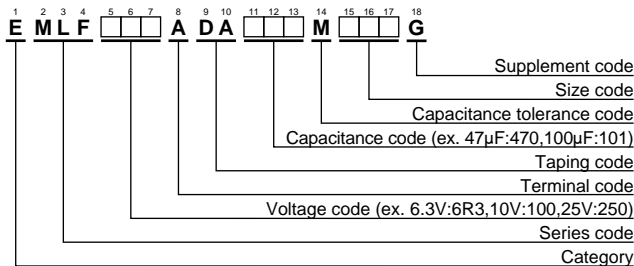 1 2 3 4 5 6 7 8 9 10 11 12 13 14 15 16 17 18
E M L F A D A M G
Supplement code
Size code
Capacitance tolerance code
Capacitance code (ex. 47µF:470,100µF:101)
Taping code
Terminal code
Voltage code (ex. 6.3V:6R3,10V:100,25V:250)
Series code
Category